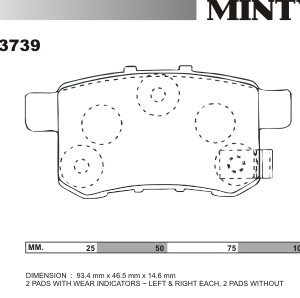 MINT
3739
MM. 25 50 75 10
DIMENSION : 93.4 mm x 46.5 mm x 14.6 mm
2 PADS WITH WEAR INDICATORS − LEFT & RIGHT EACH, 2 PADS WITHOUT